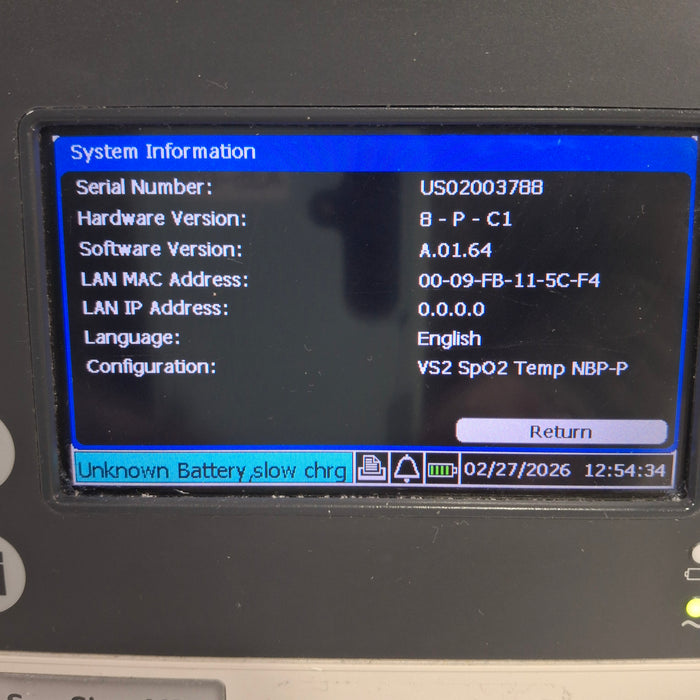 System Information
Serial Number: US02003788
Hardware Version: 8 - P - C1
Software Version: A.01.64
LAN MAC Address: 00-09-FB-11-5C-F4
LAN IP Address: 0.0.0.0
Language: English
Configuration: VS2 SpO2 Temp NBP-P
Return
Unknown Battery,slow chrg 02/27/2026 12:54:34